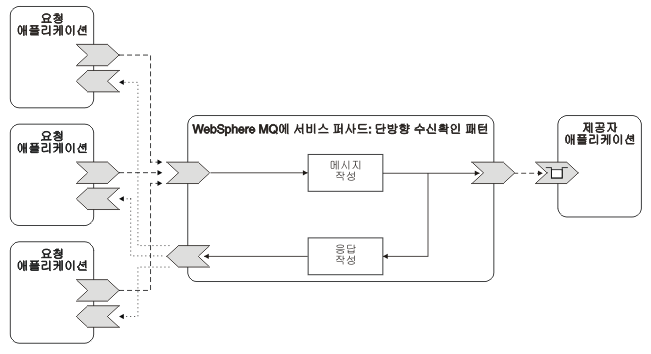 요청
애플리케이션
요청
애플리케이션
요청
애플리케이션
WebSphere MQ에 서비스 퍼사드: 단방향 수신확인 패턴
메시지
작성
응답
작성
제공자
애플리케이션